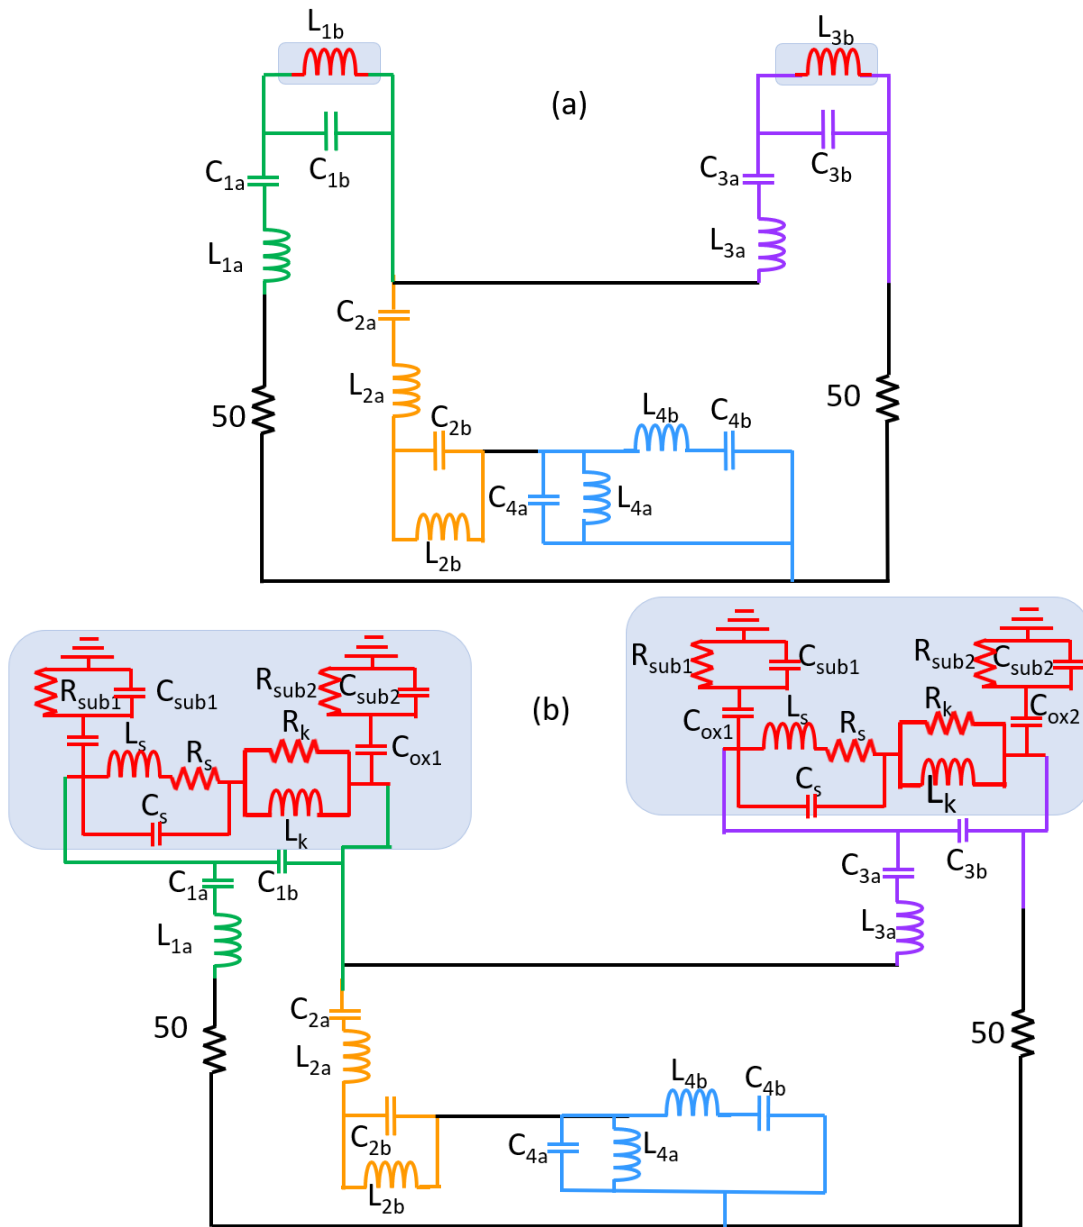 L1b
L3b
(a)
C1b
C3b
C1a
C3a
L1a
L3a
C2a
L2a
50
50
C2b
L4b
C4b
C4a
L4a
L2b
Rsub1
Csub1
Rsub2
Csub2
Rsub1
Csub1
Rsub2
Csub2
(b)
Ls
Rs
Rk
Cox1
Cs
Lk
Cox1
Ls
Rs
Rk
Cox2
Cs
Lk
C1a
C1b
C3a
C3b
L1a
L3a
50
50
C2a
L2a
C2b
L2b
L4b
C4b
C4a
L4a